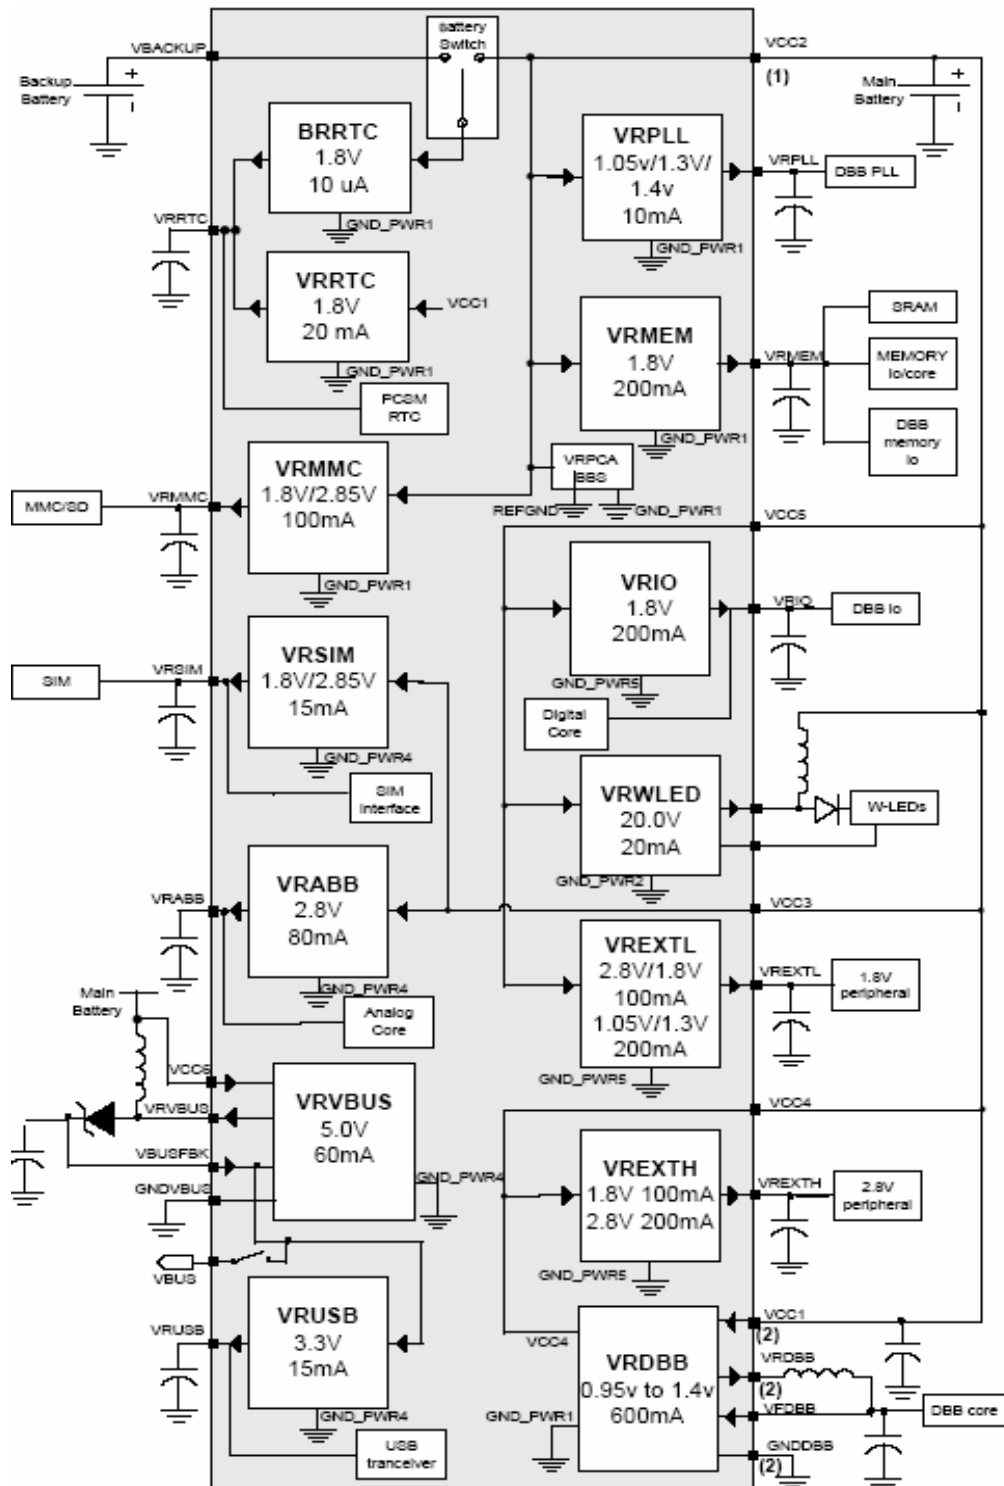 Battery
Switch
VBACKUP
VCC2
(1)
Backup
Battery
Main
Battery
BRRTC
1.8V
10 uA
GND_PWR1
VRPLL
1.05v/1.3V/
1.4v
10mA
GND_PWR1
VRPLL
DBB PLL
VRRTC
VRRTC
1.8V
20 mA
VCC1
GND_PWR1
PCSM
RTC
VRMEM
1.8V
200mA
GND_PWR1
VRMEM
SRAM
MEMORY
Io/core
DBB
memory
Io
VRMMC
1.8V/2.85V
100mA
GND_PWR1
VRMMC
MMC/SD
VRPCA
BBS
REFGND
GND_PWR1
VCC5
VRIO
1.8V
200mA
GND_PWR5
VRIO
DBB Io
Digital
Core
VRSIM
1.8V/2.85V
15mA
GND_PWR4
VRSIM
SIM
SIM
Interface
VRWLED
20.0V
20mA
GND_PWR2
W-LEDs
VRABB
VRABB
2.8V
80mA
GND_PWR4
Analog
Core
VCC3
VREXTL
2.8V/1.8V
100mA
1.05V/1.3V
200mA
GND_PWR5
VREXTL
1.8V
peripheral
Main
Battery
VCC6
VRVBUS
VBUSFBK
GNDVBUS
VRVBUS
5.0V
60mA
GND_PWR4
VBUS
VCC4
VREXTH
1.8V 100mA
2.8V 200mA
GND_PWR5
VREXTH
2.8V
peripheral
VRUSB
VRUSB
3.3V
15mA
GND_PWR4
USB
tranceiver
VCC4
VRDBB
0.95v to 1.4v
600mA
GND_PWR1
VCC1
(2)
VRDBB
(2)
VFDBB
GNDDBB
(2)
DBB core